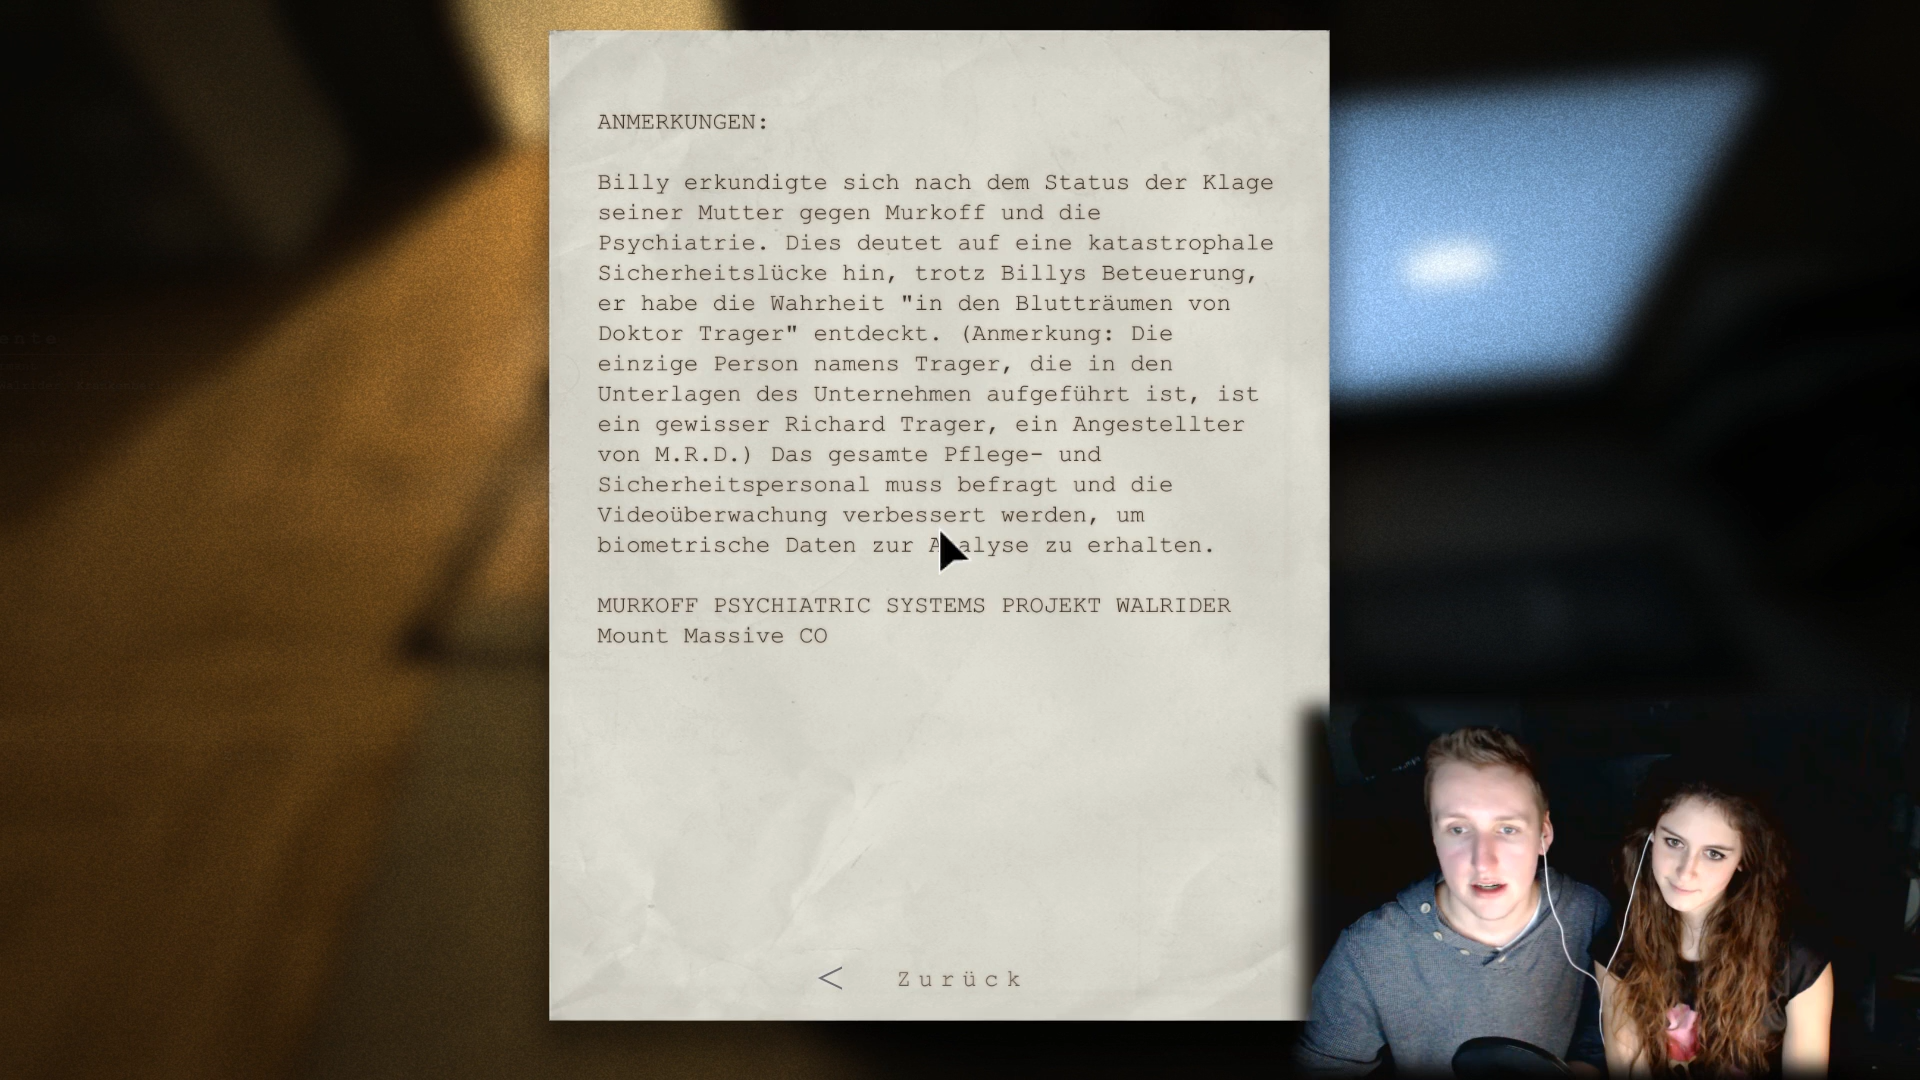 ANMERKUNGEN:
Billy erkundigte sich nach dem Status der Klage
seiner Mutter gegen Murkoff und die
Psychiatrie. Dies deutet auf eine katastrophale
Sicherheitslücke hin, trotz Billys Beteuerung,
er habe die Wahrheit "in den Blutträumen von
Doktor Trager" entdeckt. (Anmerkung: Die
einzige Person namens Trager, die in den
Unterlagen des Unternehmen aufgeführt ist, ist
ein gewisser Richard Trager, ein Angestellter
von M.R.D.) Das gesamte Pflege- und
Sicherheitspersonal muss befragt und die
Videoüberwachung verbessert werden, um
biometrische Daten zur Analyse zu erhalten.
MURKOFF PSYCHIATRIC SYSTEMS PROJEKT WALRIDER
Mount Massive CO
< Zurück